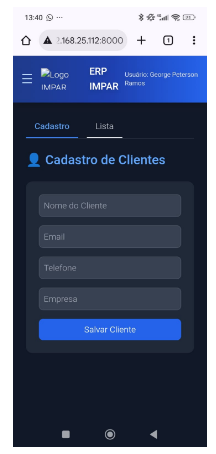 13:40
?.168.25.112:8000
1
Logo IMPAR
ERP IMPAR
Usuário: George Peterson Ramos
Cadastro Lista
Cadastro de Clientes
Nome do Cliente
Email
Telefone
Empresa
Salvar Cliente